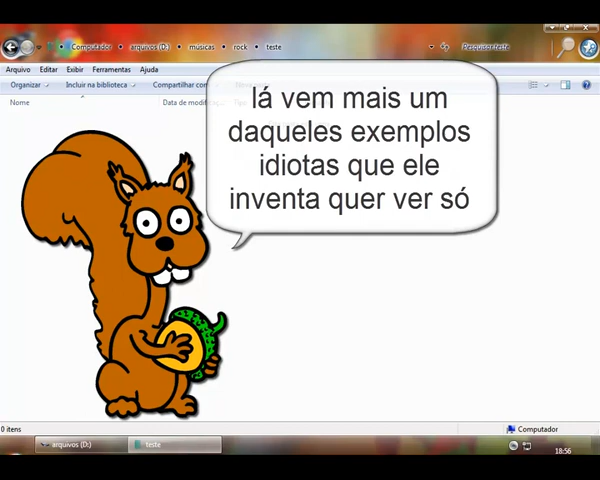 Computador arquivos (D:) músicas rock teste
Pesquisar teste
Arquivo Editar Exibir Ferramentas Ajuda
Organizar Incluir na biblioteca Compartilhar com
Nome Data de modificaç
lá vem mais um
daqueles exemplos
idiotas que ele
inventa quer ver só
0 itens
Computador
arquivos (D:) teste
18:56